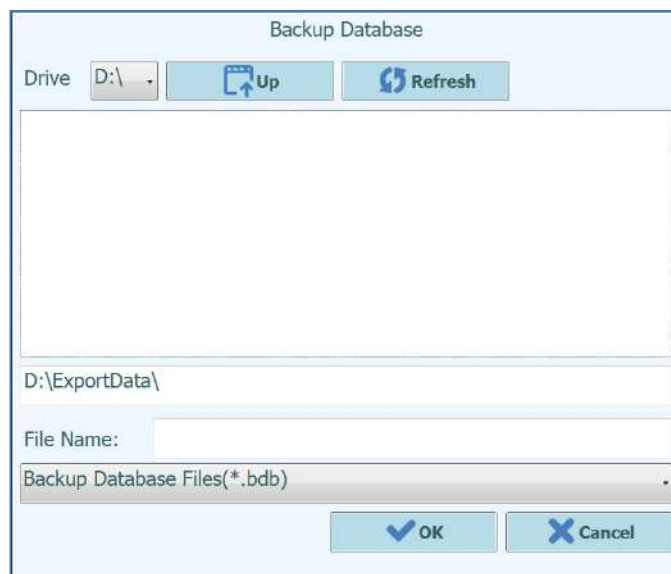 Backup Database
Drive D:\ Up Refresh
D:\ExportData\
File Name:
Backup Database Files(*.bdb)
OK Cancel